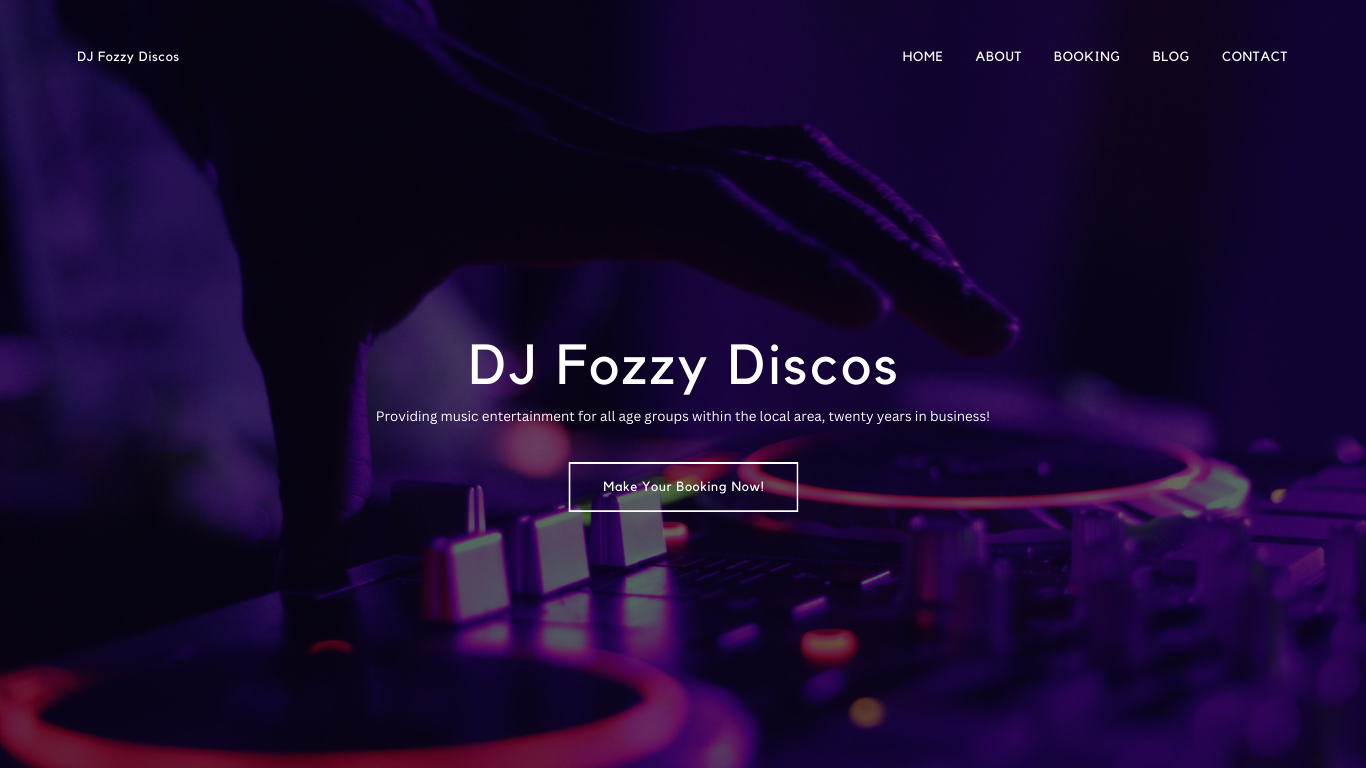 DJ Fozzy Discos
HOME ABOUT BOOKING BLOG CONTACT
DJ Fozzy Discos
Providing music entertainment for all age groups within the local area, twenty years in business!
Make Your Booking Now!